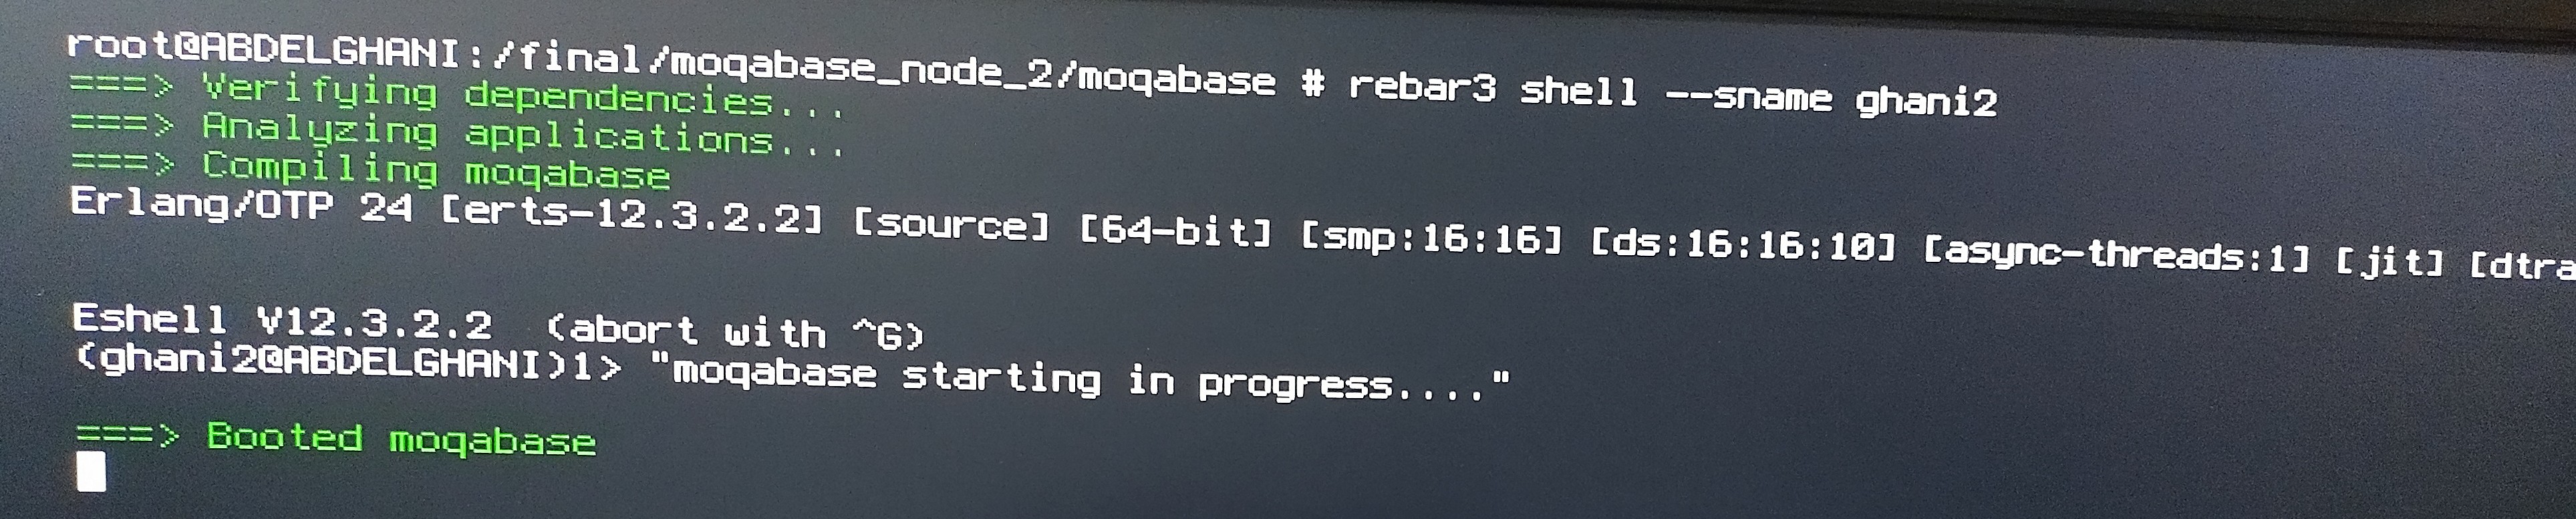 root@ABDELGHANI:/final/moqabase_node_2/moqabase # rebar3 shell --sname ghani2
===> Verifying dependencies...
===> Analyzing applications...
===> Compiling moqabase
Erlang/OTP 24 [erts-12.3.2.2] [source] [64-bit] [smp:16:16] [ds:16:16:10] [async-threads:1] [jit] [dtra
Eshell V12.3.2.2  (abort with ^G)
(ghani2@ABDELGHANI)1> "moqabase starting in progress...."
===> Booted moqabase